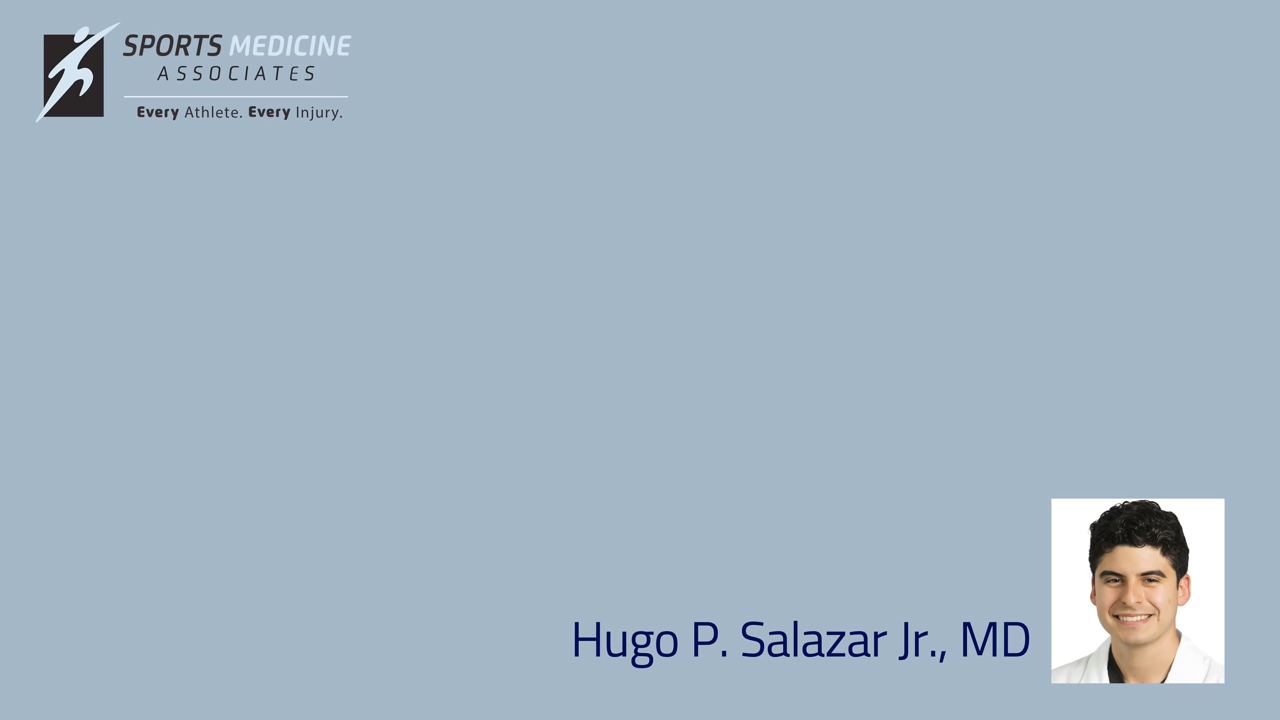 SPORTS MEDICINE
ASSOCIATES
Every Athlete. Every Injury.
Hugo P. Salazar Jr., MD